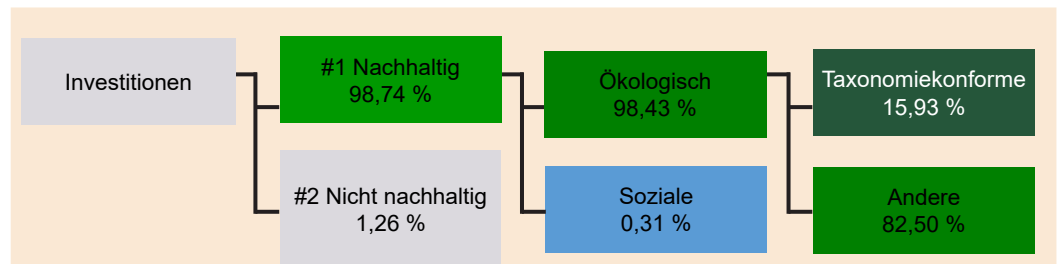 Investitionen
#1 Nachhaltig
98,74 %
#2 Nicht nachhaltig
1,26 %
Ökologisch
98,43 %
Soziale
0,31 %
Taxonomiekonforme
15,93 %
Andere
82,50 %